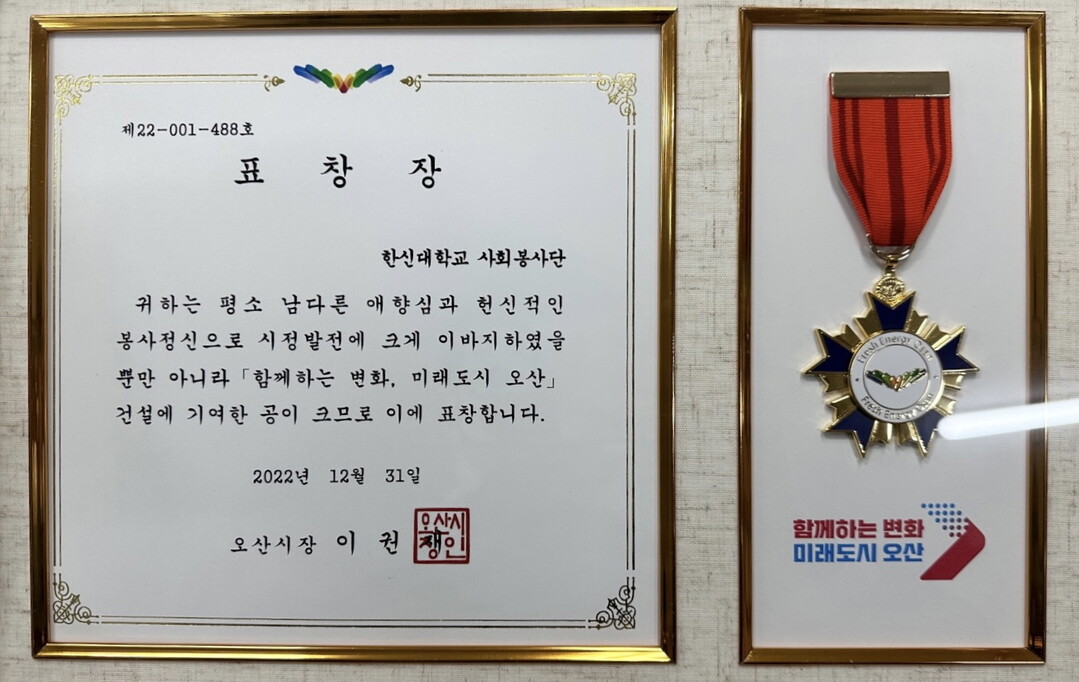 제22-001-488호
표 창 장
한신대학교 사회봉사단
귀하는 평소 남다른 애향심과 헌신적인
봉사정신으로 시정발전에 크게 이바지하였을
뿐만 아니라 「함께하는 변화, 미래도시 오산」
건설에 기여한 공이 크므로 이에 표창합니다.
2022년 12월 31일
오산시장 이 권 재
오산시
장인
Fresh Energy Osan
Fresh Energy Osan
함께하는 변화
미래도시 오산